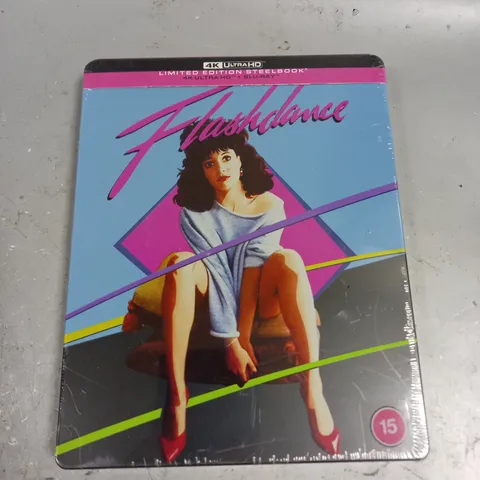 4K ULTRA HD
LIMITED EDITION STEELBOOK
4K ULTRA HD + BLU-RAY
Flashdance
15